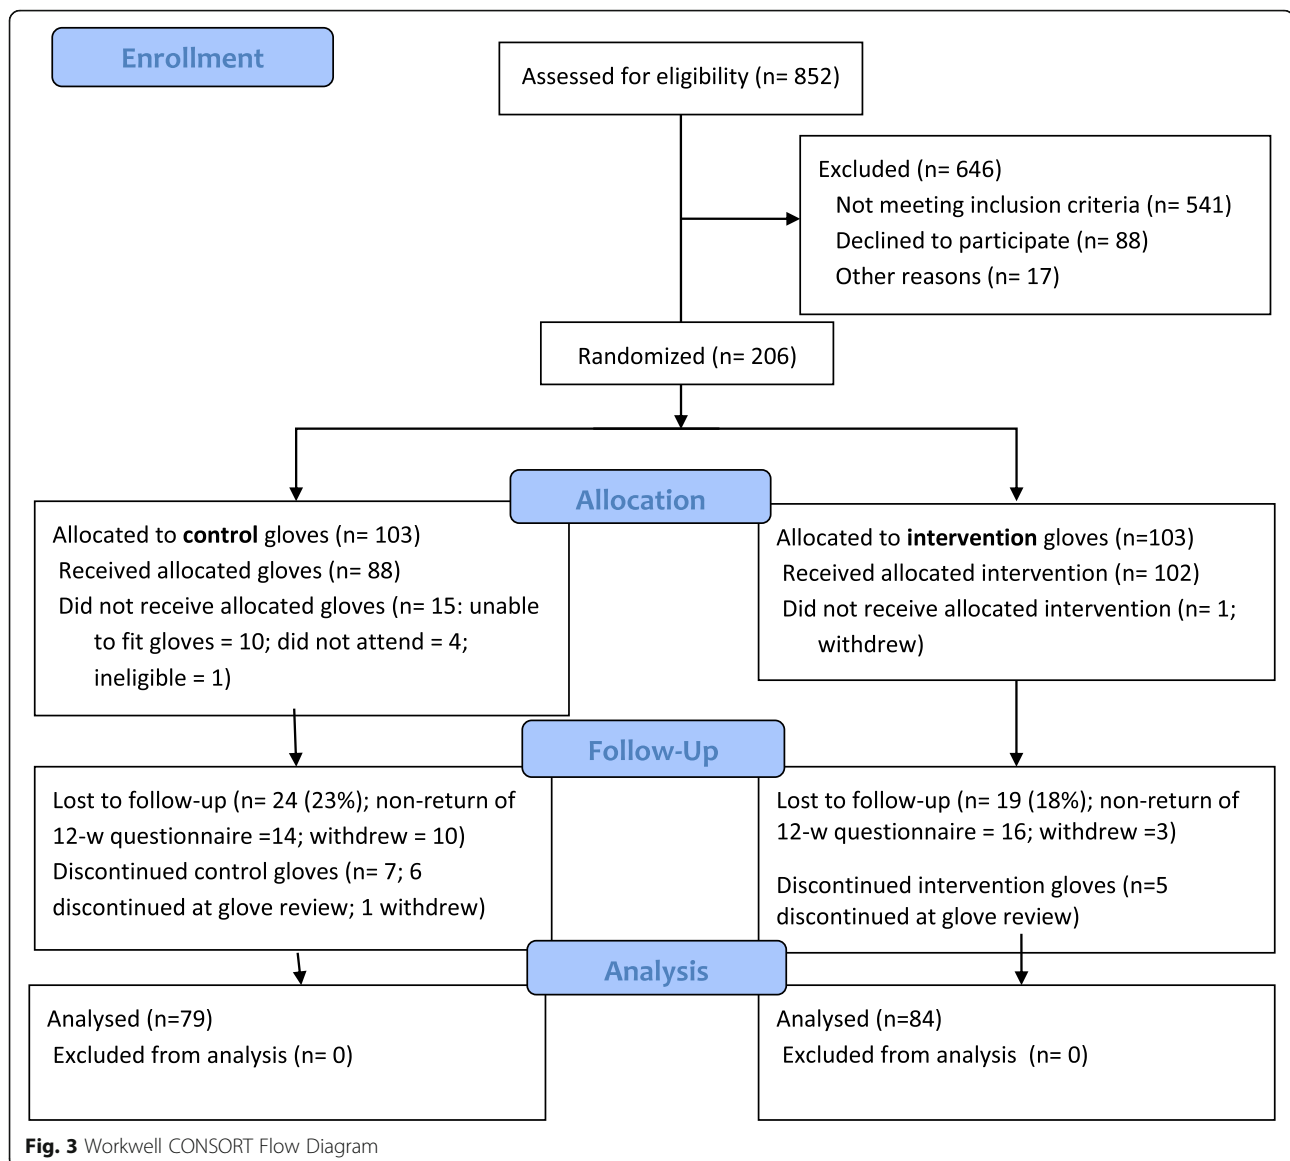 Enrollment
Assessed for eligibility (n= 852)
Excluded (n= 646)
Not meeting inclusion criteria (n= 541)
Declined to participate (n= 88)
Other reasons (n= 17)
Randomized (n= 206)
Allocation
Allocated to control gloves (n= 103)
Received allocated gloves (n= 88)
Did not receive allocated gloves (n= 15: unable
to fit gloves = 10; did not attend = 4;
ineligible = 1)
Allocated to intervention gloves (n=103)
Received allocated intervention (n= 102)
Did not receive allocated intervention (n= 1;
withdrew)
Follow-Up
Lost to follow-up (n= 24 (23%); non-return of
12-w questionnaire =14; withdrew = 10)
Discontinued control gloves (n= 7; 6
discontinued at glove review; 1 withdrew)
Lost to follow-up (n= 19 (18%); non-return of
12-w questionnaire = 16; withdrew =3)
Discontinued intervention gloves (n=5
discontinued at glove review)
Analysis
Analysed (n=79)
Excluded from analysis (n= 0)
Analysed (n=84)
Excluded from analysis  (n= 0)
Fig. 3 Workwell CONSORT Flow Diagram